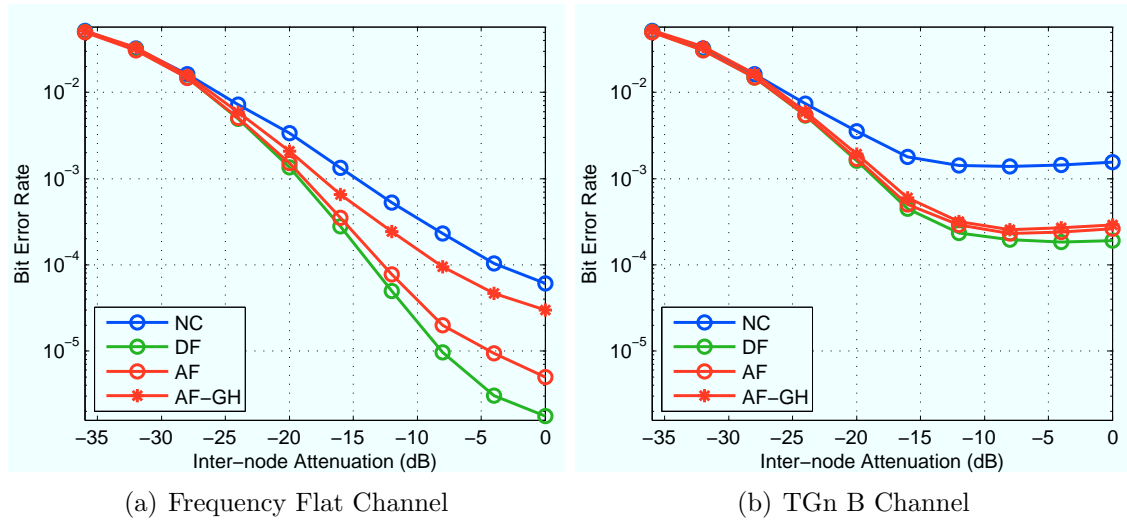 10−2
10−3
10−4
10−5
Bit Error Rate
NC
DF
AF
AF−GH
−35 −30 −25 −20 −15 −10 −5 0
Inter−node Attenuation (dB)
(a) Frequency Flat Channel
10−2
10−3
10−4
10−5
Bit Error Rate
NC
DF
AF
AF−GH
−35 −30 −25 −20 −15 −10 −5 0
Inter−node Attenuation (dB)
(b) TGn B Channel